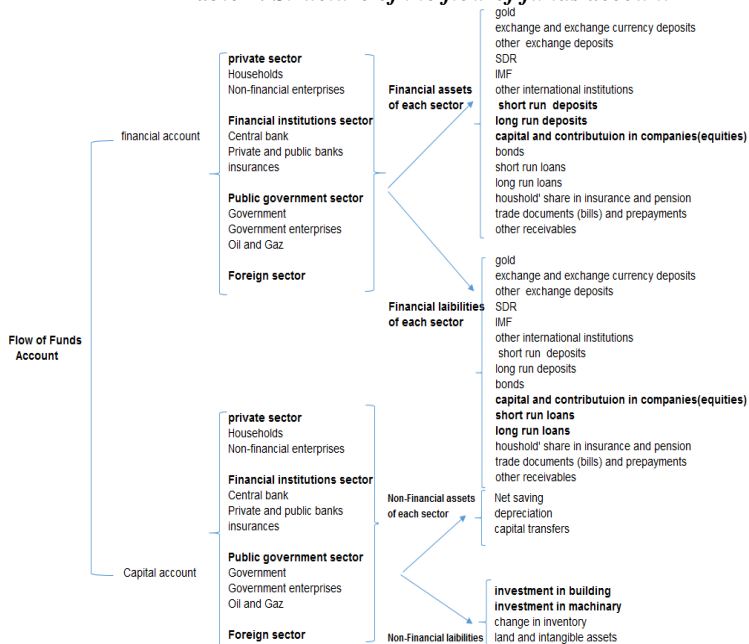 Flow of Funds
Account
financial account
private sector
Households
Non-financial enterprises
Financial institutions sector
Central bank
Private and public banks
insurances
Public government sector
Government
Government enterprises
Oil and Gaz
Foreign sector
Financial assets
of each sector
gold
exchange and exchange currency deposits
other exchange deposits
SDR
IMF
other international institutions
short run deposits
long run deposits
capital and contributuion in companies(equities)
bonds
short run loans
long run loans
houshold' share in insurance and pension
trade documents (bills) and prepayments
other receivables
Financial laibilities
of each sector
gold
exchange and exchange currency deposits
other exchange deposits
SDR
IMF
other international institutions
short run deposits
long run deposits
bonds
capital and contributuion in companies(equities)
short run loans
long run loans
houshold' share in insurance and pension
trade documents (bills) and prepayments
other receivables
Capital account
private sector
Households
Non-financial enterprises
Financial institutions sector
Central bank
Private and public banks
insurances
Public government sector
Government
Government enterprises
Oil and Gaz
Foreign sector
Non-Financial assets
of each sector
Net saving
depreciation
capital transfers
Non-Financial laibilities
investment in building
investment in machinary
change in inventory
land and intangible assets